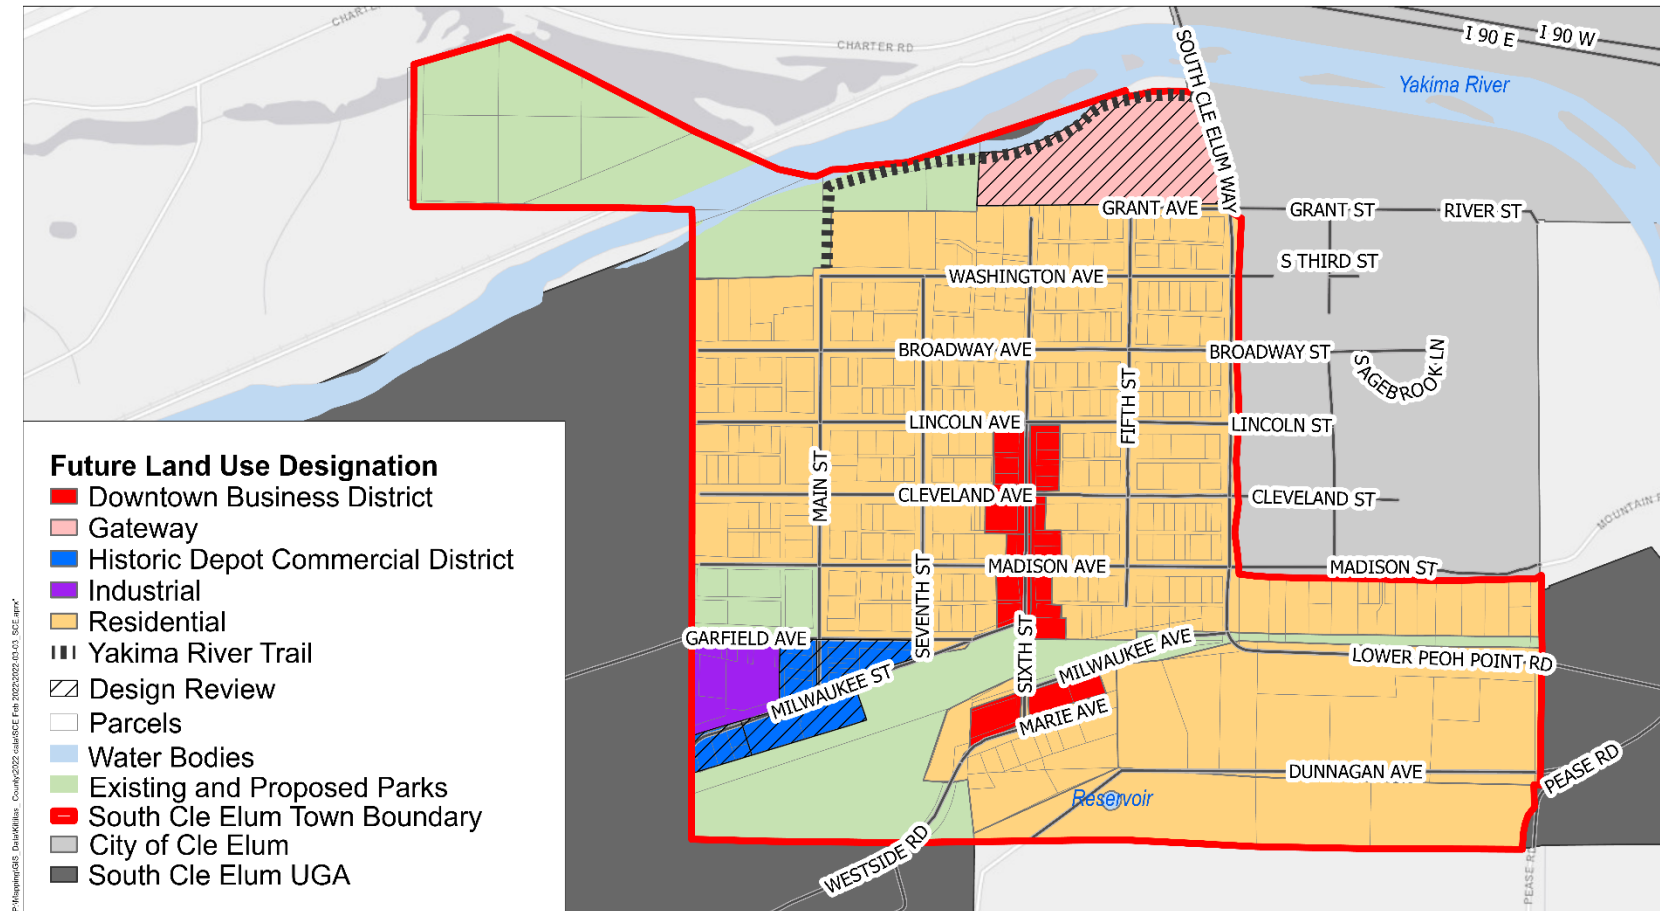 CHARTER RD
I 90 E
I 90 W
SOUTH CLE ELUM WAY
Yakima River
GRANT AVE
GRANT ST
RIVER ST
S THIRD ST
WASHINGTON AVE
BROADWAY AVE
BROADWAY ST
SAGEBROOK LN
FIFTH ST
LINCOLN AVE
LINCOLN ST
MAIN ST
CLEVELAND AVE
CLEVELAND ST
MADISON AVE
MADISON ST
SEVENTH ST
GARFIELD AVE
SIXTH ST
MILWAUKEE AVE
LOWER PEOH POINT RD
MILWAUKEE ST
MARIE AVE
DUNNAGAN AVE
PEASE RD
Reservoir
WESTSIDE RD
PEASE RD
Future Land Use Designation
Downtown Business District
Gateway
Historic Depot Commercial District
Industrial
Residential
Yakima River Trail
Design Review
Parcels
Water Bodies
Existing and Proposed Parks
South Cle Elum Town Boundary
City of Cle Elum
South Cle Elum UGA